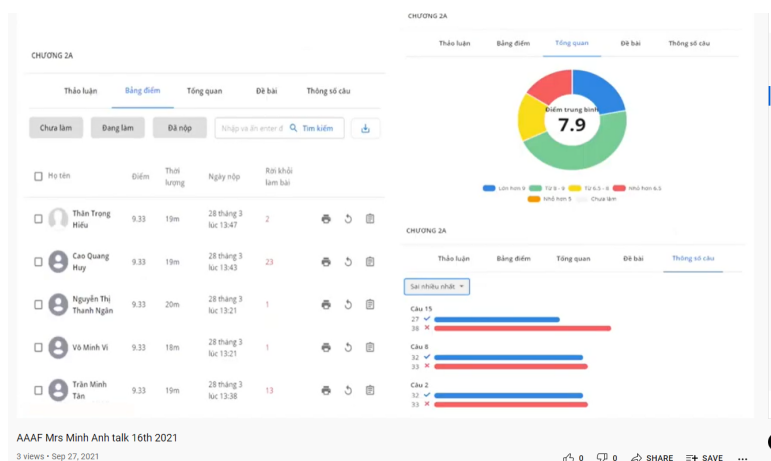 CHƯƠNG 2A
Thảo luận Bảng điểm Tổng quan Đề bài Thông số câu
Chưa làm Đang làm Đã nộp Nhập và ấn enter đ Tìm kiếm
Họ tên Điểm Thời lượng Ngày nộp Rời khỏi làm bài
Thân Trọng Hiếu 9.33 19m 28 tháng 3 lúc 13:47 2
Cao Quang Huy 9.33 19m 28 tháng 3 lúc 13:43 23
Nguyễn Thị Thanh Ngân 9.33 20m 28 tháng 3 lúc 13:21 1
Võ Minh Vi 9.33 18m 28 tháng 3 lúc 13:21 1
Trần Minh Tân 9.33 19m 28 tháng 3 lúc 13:38 13
CHƯƠNG 2A
Thảo luận Bảng điểm Tổng quan Đề bài Thông số câu
Điểm trung bình
7.9
Lớn hơn 9 Từ 8 - 9 Từ 6.5 - 8 Nhỏ hơn 6.5
Nhỏ hơn 5 Chưa làm
CHƯƠNG 2A
Thảo luận Bảng điểm Tổng quan Đề bài Thông số câu
Sai nhiều nhất
Câu 15
27
38
Câu 8
32
33
Câu 2
32
33
AAAF Mrs Minh Anh talk 16th 2021
3 views • Sep 27, 2021
0 0 SHARE SAVE